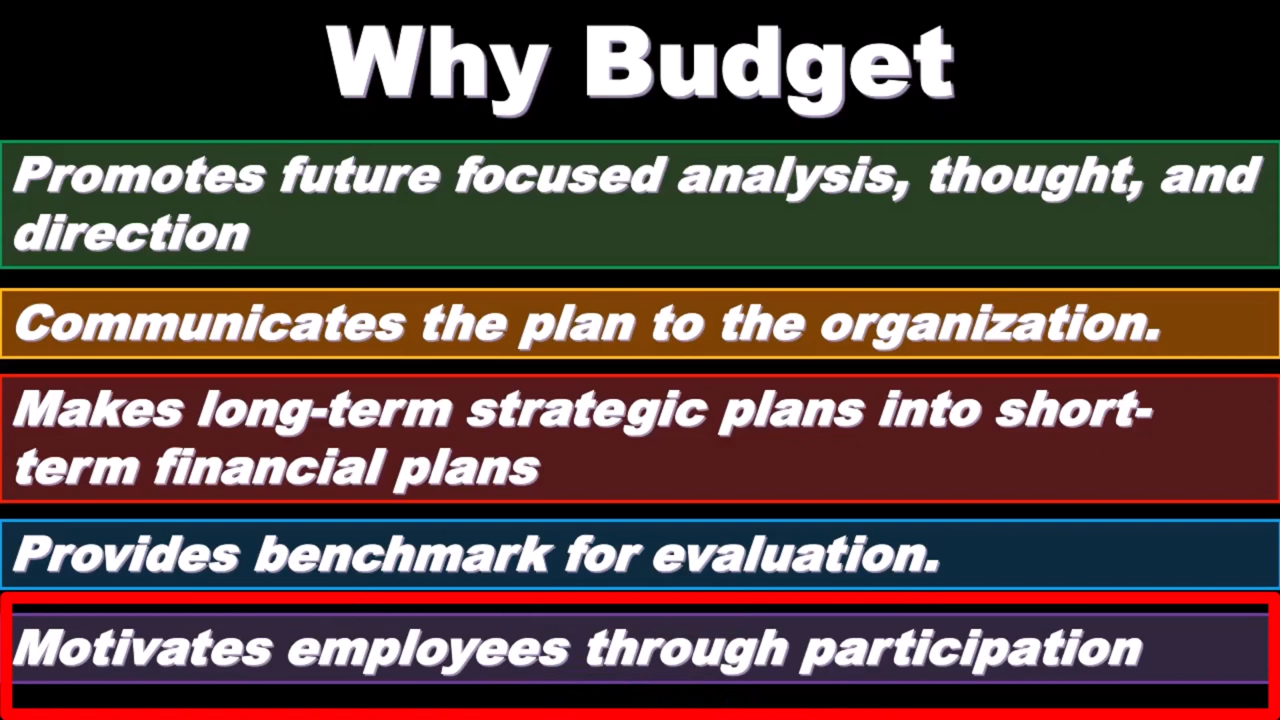 Why Budget
Promotes future focused analysis, thought, and
direction
Communicates the plan to the organization.
Makes long-term strategic plans into short-
term financial plans
Provides benchmark for evaluation.
Motivates employees through participation